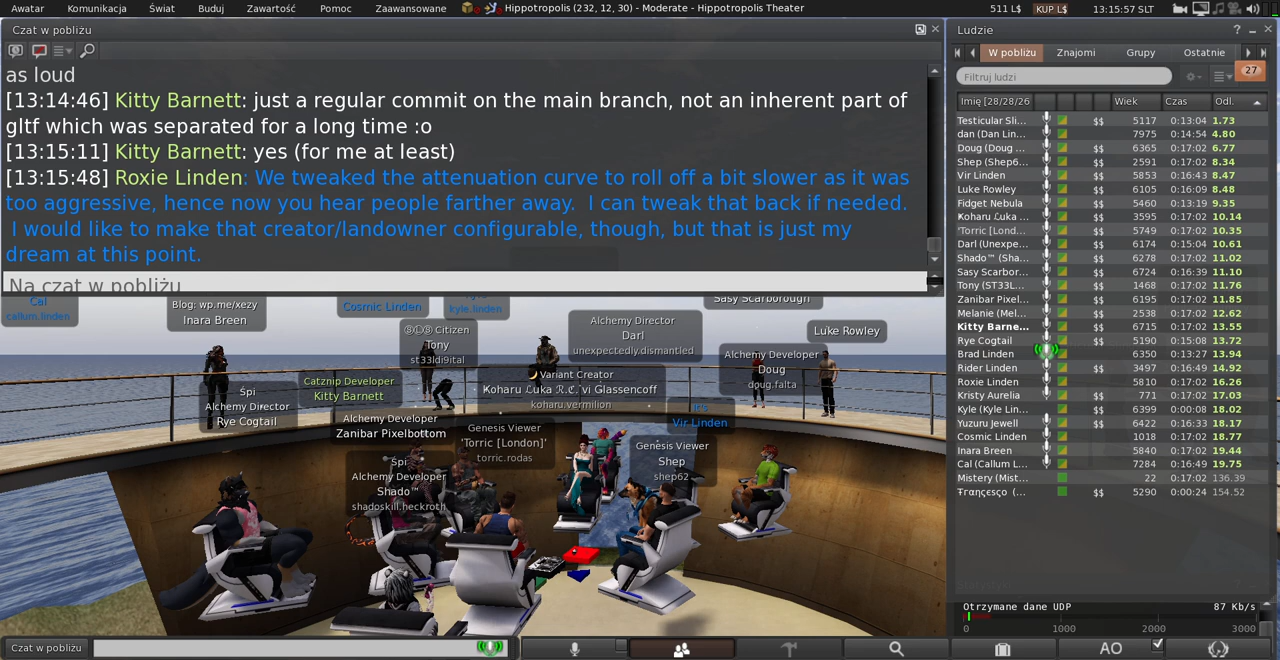 Awatar Komunikacja Świat Buduj Zawartość Pomoc Zaawansowane Hippotropolis (232, 12, 30) - Moderate - Hippotropolis Theater 511 L$ KUP L$ 13:15:57 SLT
Czat w pobliżu
as loud
[13:14:46] Kitty Barnett: just a regular commit on the main branch, not an inherent part of
gltf which was separated for a long time :o
[13:15:11] Kitty Barnett: yes (for me at least)
[13:15:48] Roxie Linden: We tweaked the attenuation curve to roll off a bit slower as it was
too aggressive, hence now you hear people farther away.  I can tweak that back if needed.
I would like to make that creator/landowner configurable, though, but that is just my
dream at this point.
Na czat w pobliżu
Cal
callum.linden
Blog: wp.me/xezy
Inara Breen
Cosmic Linden
kyle.linden
Sasy Scarborough
Ⓢ①Ⓑ Citizen
Tony
st33ldi9ital
Alchemy Director
Darl
unexpectedly.dismantled
Luke Rowley
Alchemy Developer
Doug
doug.falta
Śpi
Alchemy Director
Rye Cogtail
Catznip Developer
Kitty Barnett
Variant Creator
koharu.vermilion
Alchemy Developer
Zanibar Pixelbottom
Genesis Viewer
'Torric [London]'
torric.rodas
Vir Linden
Genesis Viewer
Shep
shep62
Śpi
Alchemy Developer
Shado™
shadoskill.heckroth
Czat w pobliżu
AO
Ludzie
W pobliżu Znajomi Grupy Ostatnie
Filtruj ludzi
27
Imię [28/28/26 Wiek Czas Odl.
Testicular Sli... $$ 5117 0:13:04 1.73
dan (Dan Lin... 7975 0:14:54 4.80
Doug (Doug ... $$ 6365 0:17:02 6.77
Shep (Shep6... $$ 2591 0:17:02 8.34
Vir Linden $$ 5853 0:16:43 8.47
Luke Rowley $$ 6105 0:16:09 8.48
Fidget Nebula $$ 5460 0:13:19 9.35
Koharu Luka ... $$ 3595 0:17:02 10.14
'Torric [Lond... $$ 5749 0:17:02 10.35
Darl (Unexpe... $$ 6174 0:15:04 10.61
Shado™ (Sha... $$ 6278 0:17:02 11.02
Sasy Scarbor... $$ 6724 0:16:39 11.10
Tony (ST33L... $$ 1468 0:17:02 11.76
Zanibar Pixel... $$ 6195 0:17:02 11.85
Melanie (Mel... $$ 2538 0:17:02 12.62
Kitty Barne... $$ 6715 0:17:02 13.55
Rye Cogtail $$ 5190 0:15:08 13.72
Brad Linden 6350 0:13:27 13.94
Rider Linden $$ 3497 0:16:49 14.92
Roxie Linden 5810 0:17:02 16.26
Kristy Aurelia $$ 771 0:17:02 17.03
Kyle (Kyle Lin... 6399 0:00:08 18.02
Yuzuru Jewell $$ 6422 0:16:33 18.17
Cosmic Linden 1018 0:17:02 18.77
Inara Breen 5840 0:17:02 19.44
Cal (Callum L... 7284 0:16:49 19.75
Mistery (Mist... 22 0:17:02 136.39
$$ 5290 0:00:24 154.52
Otrzymane dane UDP 87 Kb/s
0 1000 2000 3000